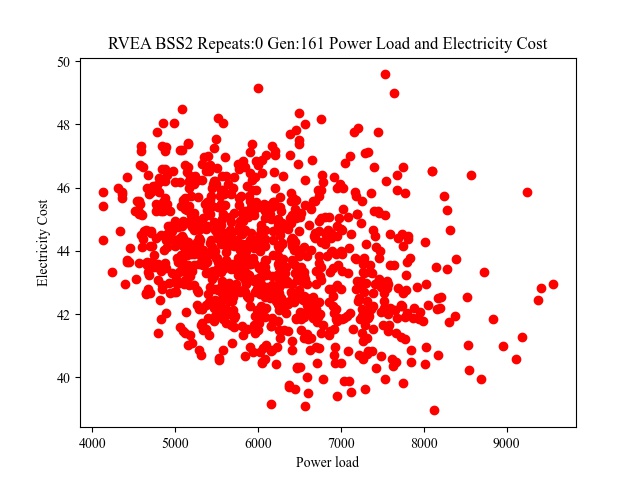 RVEA BSS2 Repeats:0 Gen:161 Power Load and Electricity Cost
50
48
46
44
42
40
Electricity Cost
4000 5000 6000 7000 8000 9000
Power load